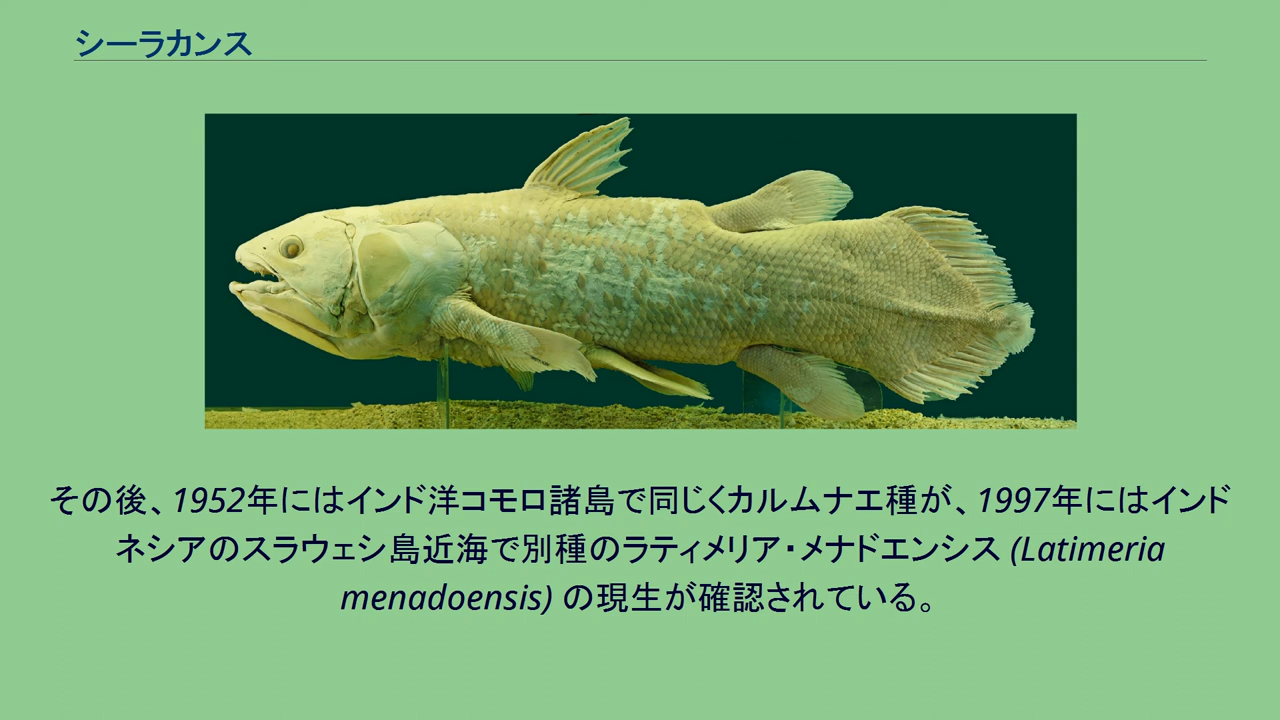 シーラカンス
その後、1952年にはインド洋コモロ諸島で同じくカルムナエ種が、1997年にはインド
ネシアのスラウェシ島近海で別種のラティメリア・メナドエンシス (Latimeria
menadoensis) の現生が確認されている。